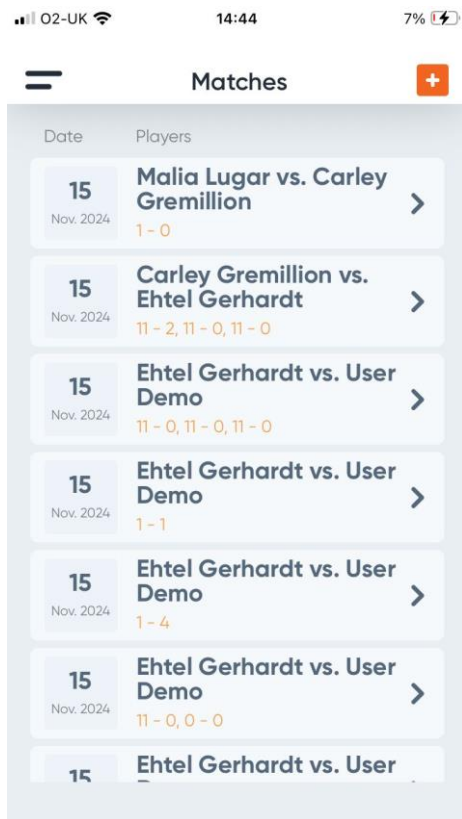 O2-UK 14:44 7%
Matches +
Date Players
15 Malia Lugar vs. Carley
Nov. 2024 Gremillion
1 - 0
15 Carley Gremillion vs.
Nov. 2024 Ehtel Gerhardt
11 - 2, 11 - 0, 11 - 0
15 Ehtel Gerhardt vs. User
Nov. 2024 Demo
11 - 0, 11 - 0, 11 - 0
15 Ehtel Gerhardt vs. User
Nov. 2024 Demo
1 - 1
15 Ehtel Gerhardt vs. User
Nov. 2024 Demo
1 - 4
15 Ehtel Gerhardt vs. User
Nov. 2024 Demo
11 - 0, 0 - 0
15 Ehtel Gerhardt vs. User